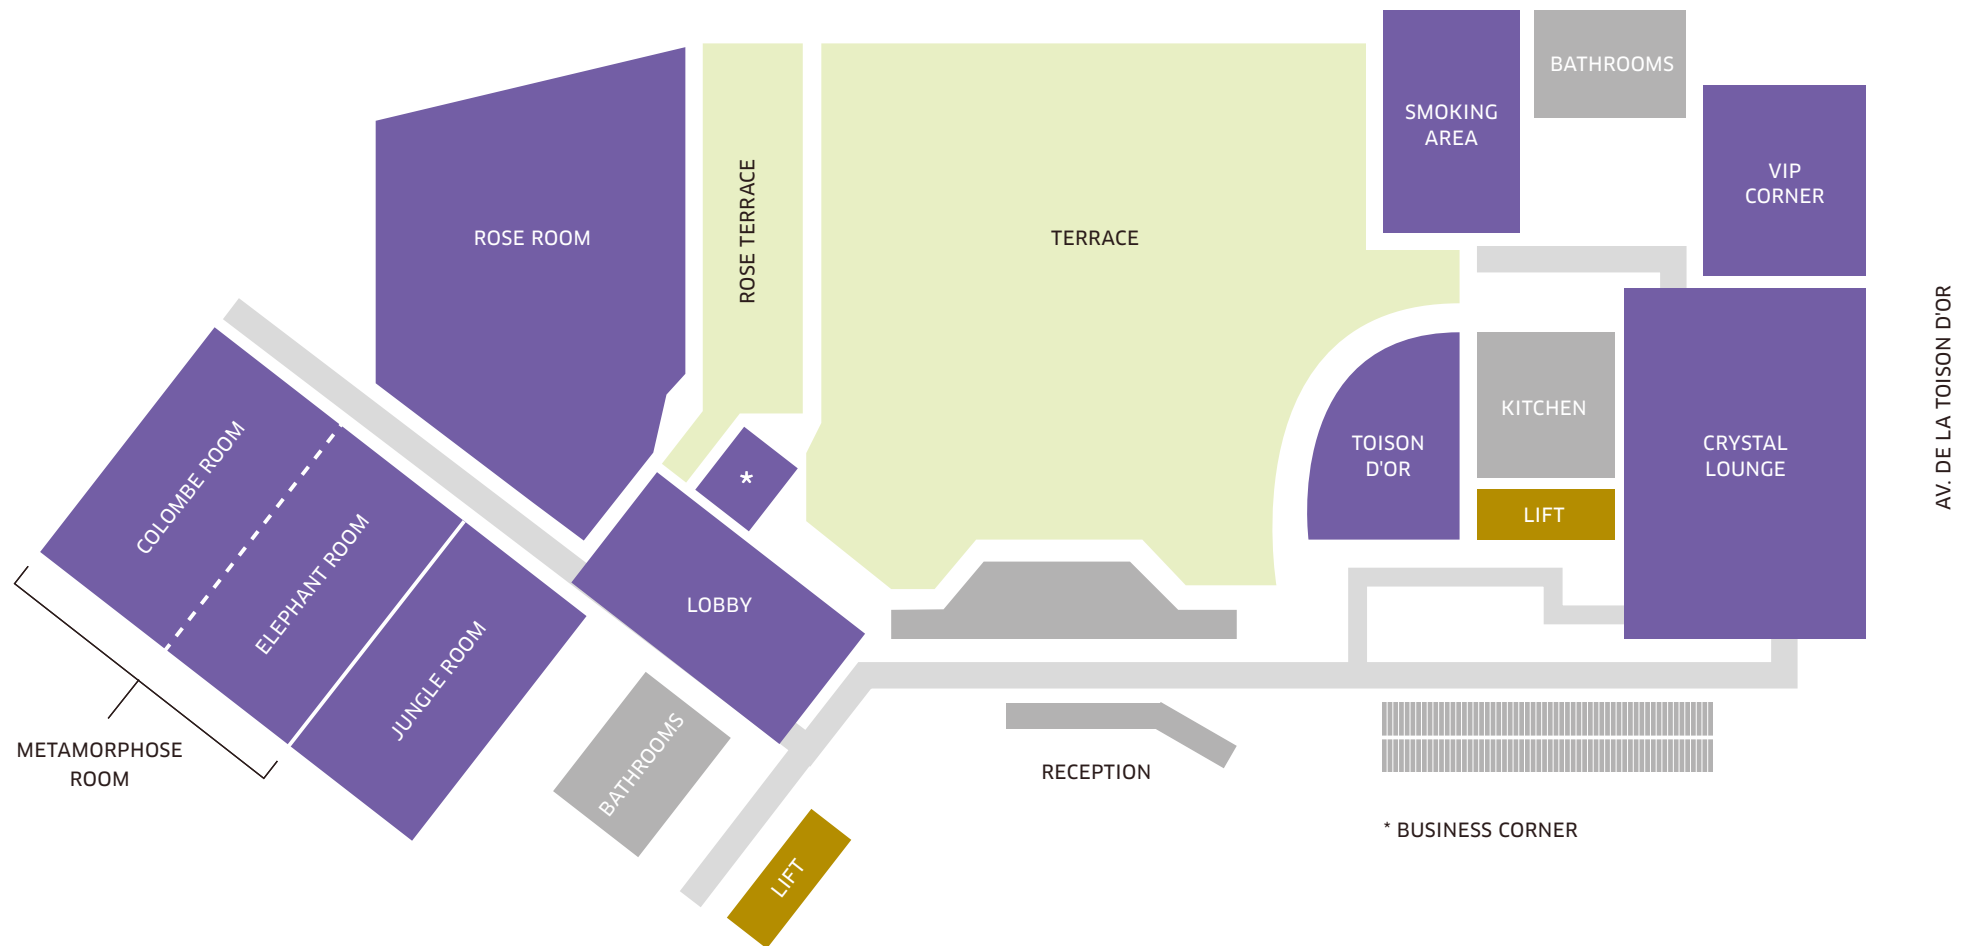 BATHROOMS
SMOKING
AREA
VIP
CORNER
ROSE ROOM
ROSE TERRACE
TERRACE
AV. DE LA TOISON D'OR
KITCHEN
TOISON
D'OR
CRYSTAL
LOUNGE
COLOMBE ROOM
*
LIFT
ELEPHANT ROOM
LOBBY
JUNGLE ROOM
METAMORPHOSE
ROOM
BATHROOMS
RECEPTION
* BUSINESS CORNER
LIFT